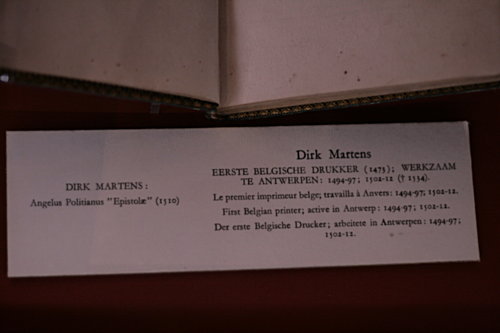 DIRK MARTENS:
Angelus Politianus "Epistolæ" (1510)
Dirk Martens
EERSTE BELGISCHE DRUKKER (1473); WERKZAAM
TE ANTWERPEN: 1494-97; 1502-12 († 1534).
Le premier imprimeur belge; travailla à Anvers: 1494-97; 1502-12.
First Belgian printer; active in Antwerp: 1494-97; 1502-12.
Der erste Belgische Drucker; arbeitete in Antwerpen: 1494-97;
1502-12.